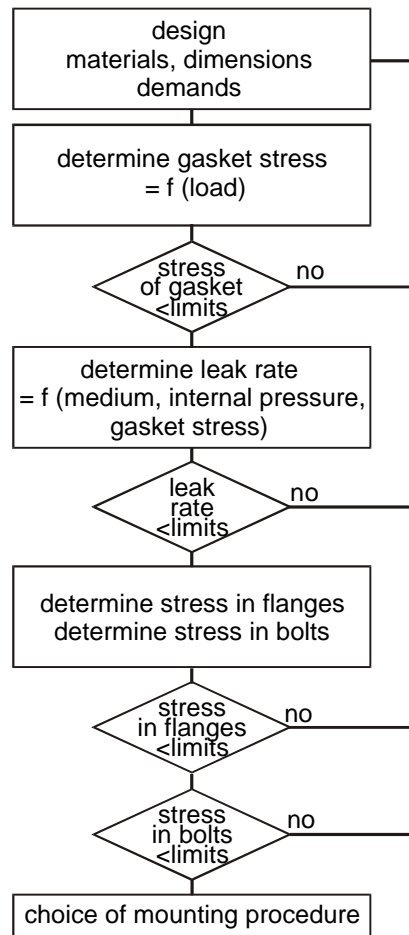 design
materials, dimensions
demands
determine gasket stress
= f (load)
stress
of gasket
<limits
no
determine leak rate
= f (medium, internal pressure,
gasket stress)
leak
rate
<limits
no
determine stress in flanges
determine stress in bolts
stress
in flanges
<limits
no
stress
in bolts
<limits
no
choice of mounting procedure